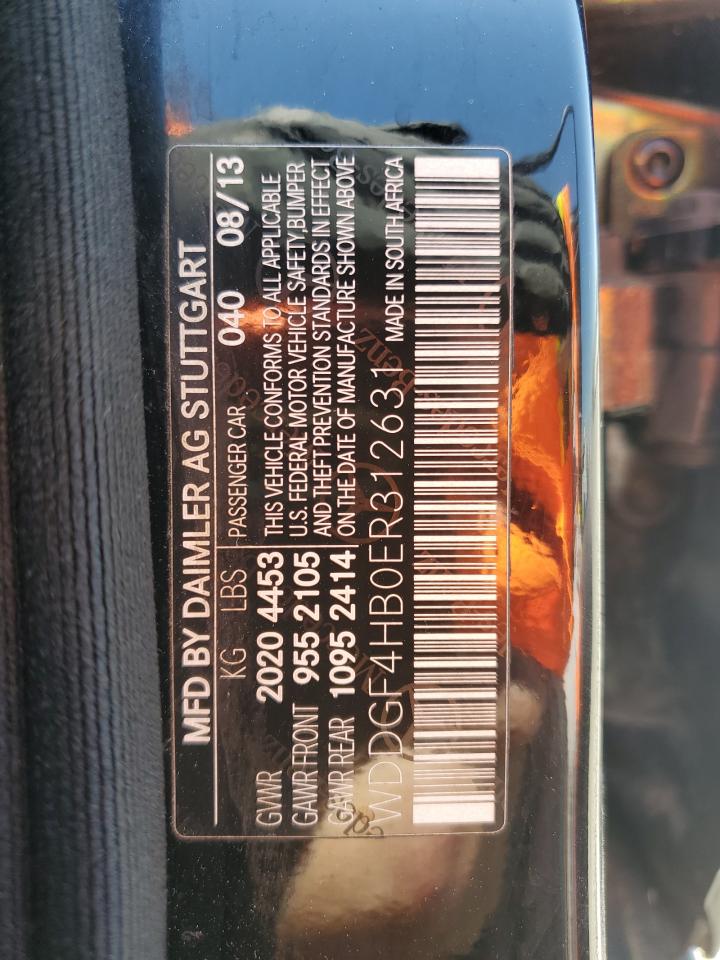 MFD BY DAIMLER AG STUTTGART
KG LBS PASSENGER CAR 040 08/13
GVWR 2020 4453 THIS VEHICLE CONFORMS TO ALL APPLICABLE
GAWR FRONT 955 2105 U.S. FEDERAL MOTOR VEHICLE SAFETY,BUMPER
GAWR REAR 1095 2414 AND THEFT PREVENTION STANDARDS IN EFFECT
ON THE DATE OF MANUFACTURE SHOWN ABOVE
WDDGF4HB0ER312631 MADE IN SOUTH AFRICA